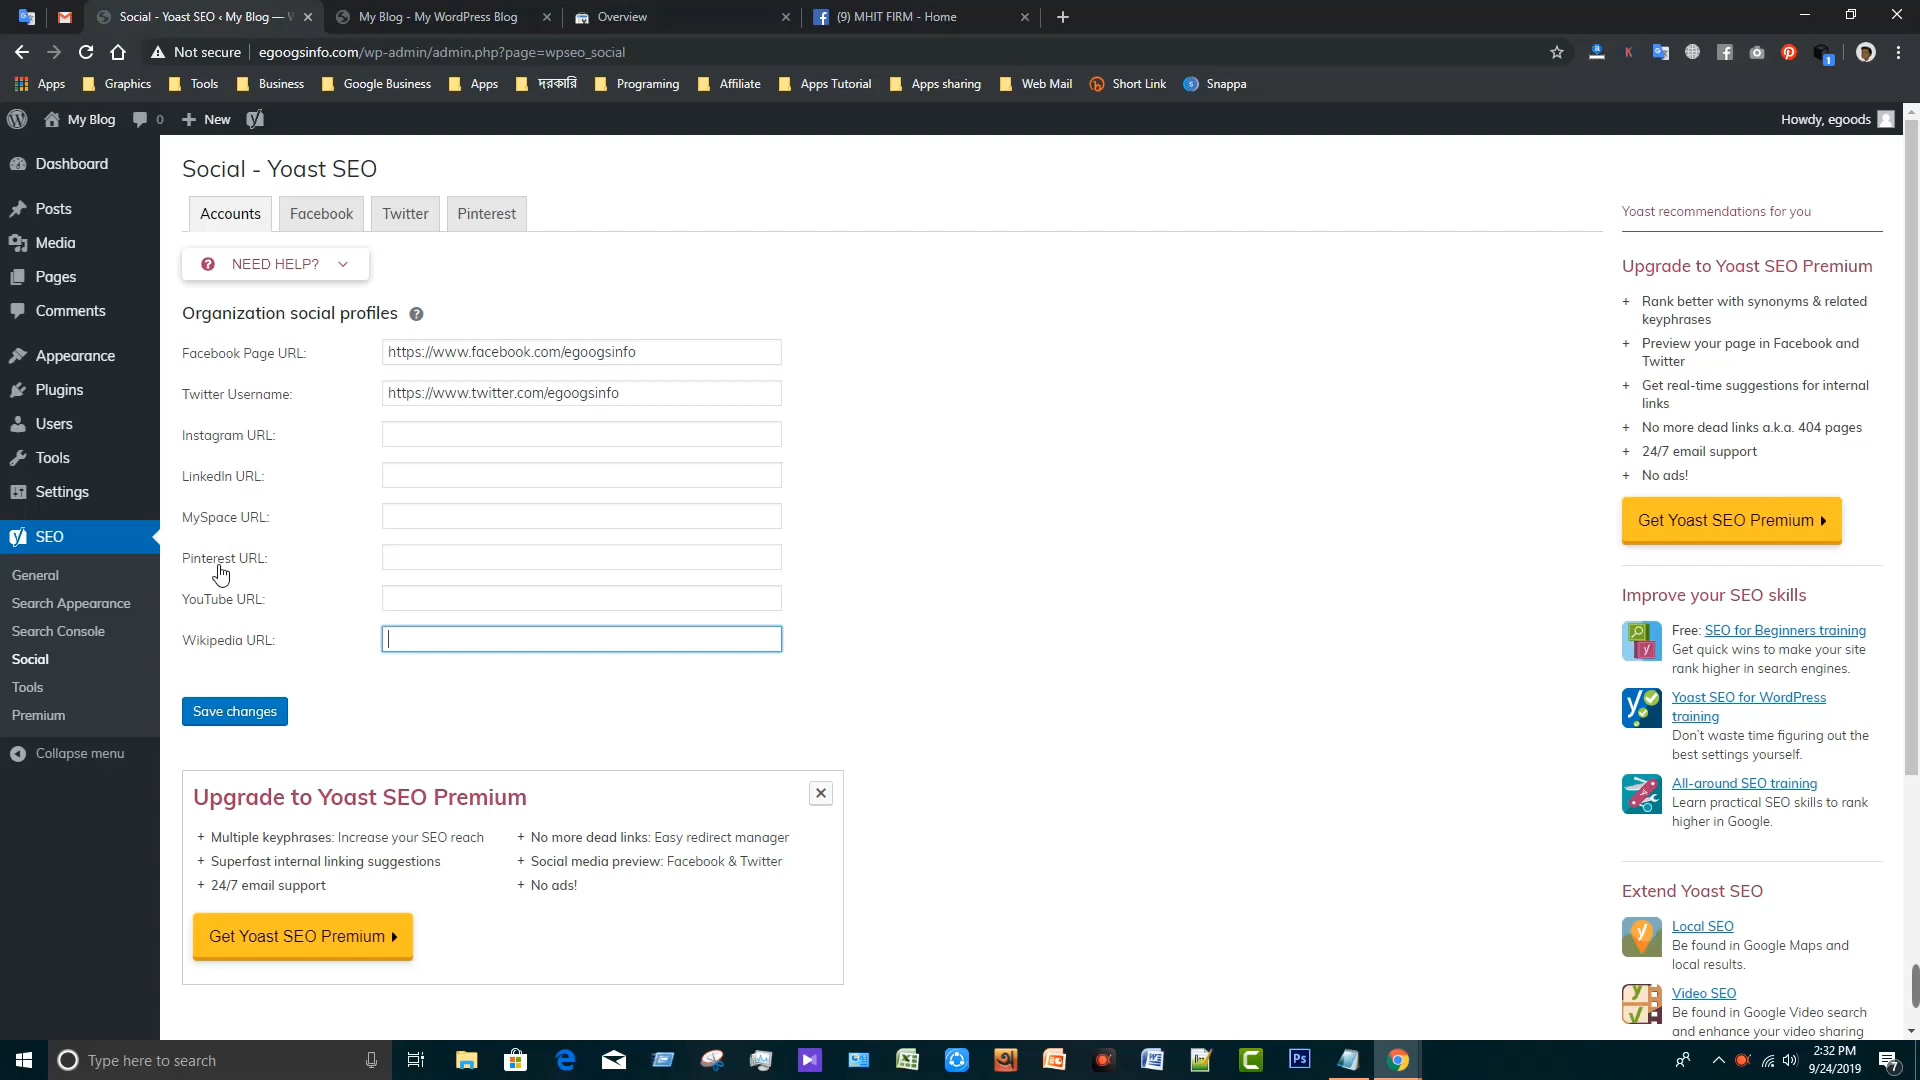 Social - Yoast SEO ‹ My Blog — W
My Blog - My WordPress Blog
Overview
(9) MHIT FIRM - Home
Not secure
egoogsinfo.com/wp-admin/admin.php?page=wpseo_social
Apps
Graphics
Tools
Business
Google Business
Apps
দরকারি
Programing
Affiliate
Apps Tutorial
Apps sharing
Web Mail
Short Link
Snappa
My Blog
0
New
Howdy, egoods
Dashboard
Posts
Media
Pages
Comments
Appearance
Plugins
Users
Tools
Settings
SEO
General
Search Appearance
Search Console
Social
Tools
Premium
Collapse menu
Social - Yoast SEO
Accounts
Facebook
Twitter
Pinterest
NEED HELP?
Organization social profiles
Facebook Page URL:
https://www.facebook.com/egoogsinfo
Twitter Username:
https://www.twitter.com/egoogsinfo
Instagram URL:
LinkedIn URL:
MySpace URL:
Pinterest URL:
YouTube URL:
Wikipedia URL:
Save changes
Upgrade to Yoast SEO Premium
+ Multiple keyphrases: Increase your SEO reach
+ No more dead links: Easy redirect manager
+ Superfast internal linking suggestions
+ Social media preview: Facebook & Twitter
+ 24/7 email support
+ No ads!
Get Yoast SEO Premium
Yoast recommendations for you
Upgrade to Yoast SEO Premium
+ Rank better with synonyms & related
keyphrases
+ Preview your page in Facebook and
Twitter
+ Get real-time suggestions for internal
links
+ No more dead links a.k.a. 404 pages
+ 24/7 email support
+ No ads!
Get Yoast SEO Premium
Improve your SEO skills
Free: SEO for Beginners training
Get quick wins to make your site
rank higher in search engines.
Yoast SEO for WordPress
training
Don't waste time figuring out the
best settings yourself.
All-around SEO training
Learn practical SEO skills to rank
higher in Google.
Extend Yoast SEO
Local SEO
Be found in Google Maps and
local results.
Video SEO
Be found in Google Video search
and enhance your video sharing
Type here to search
2:32 PM
9/24/2019
7